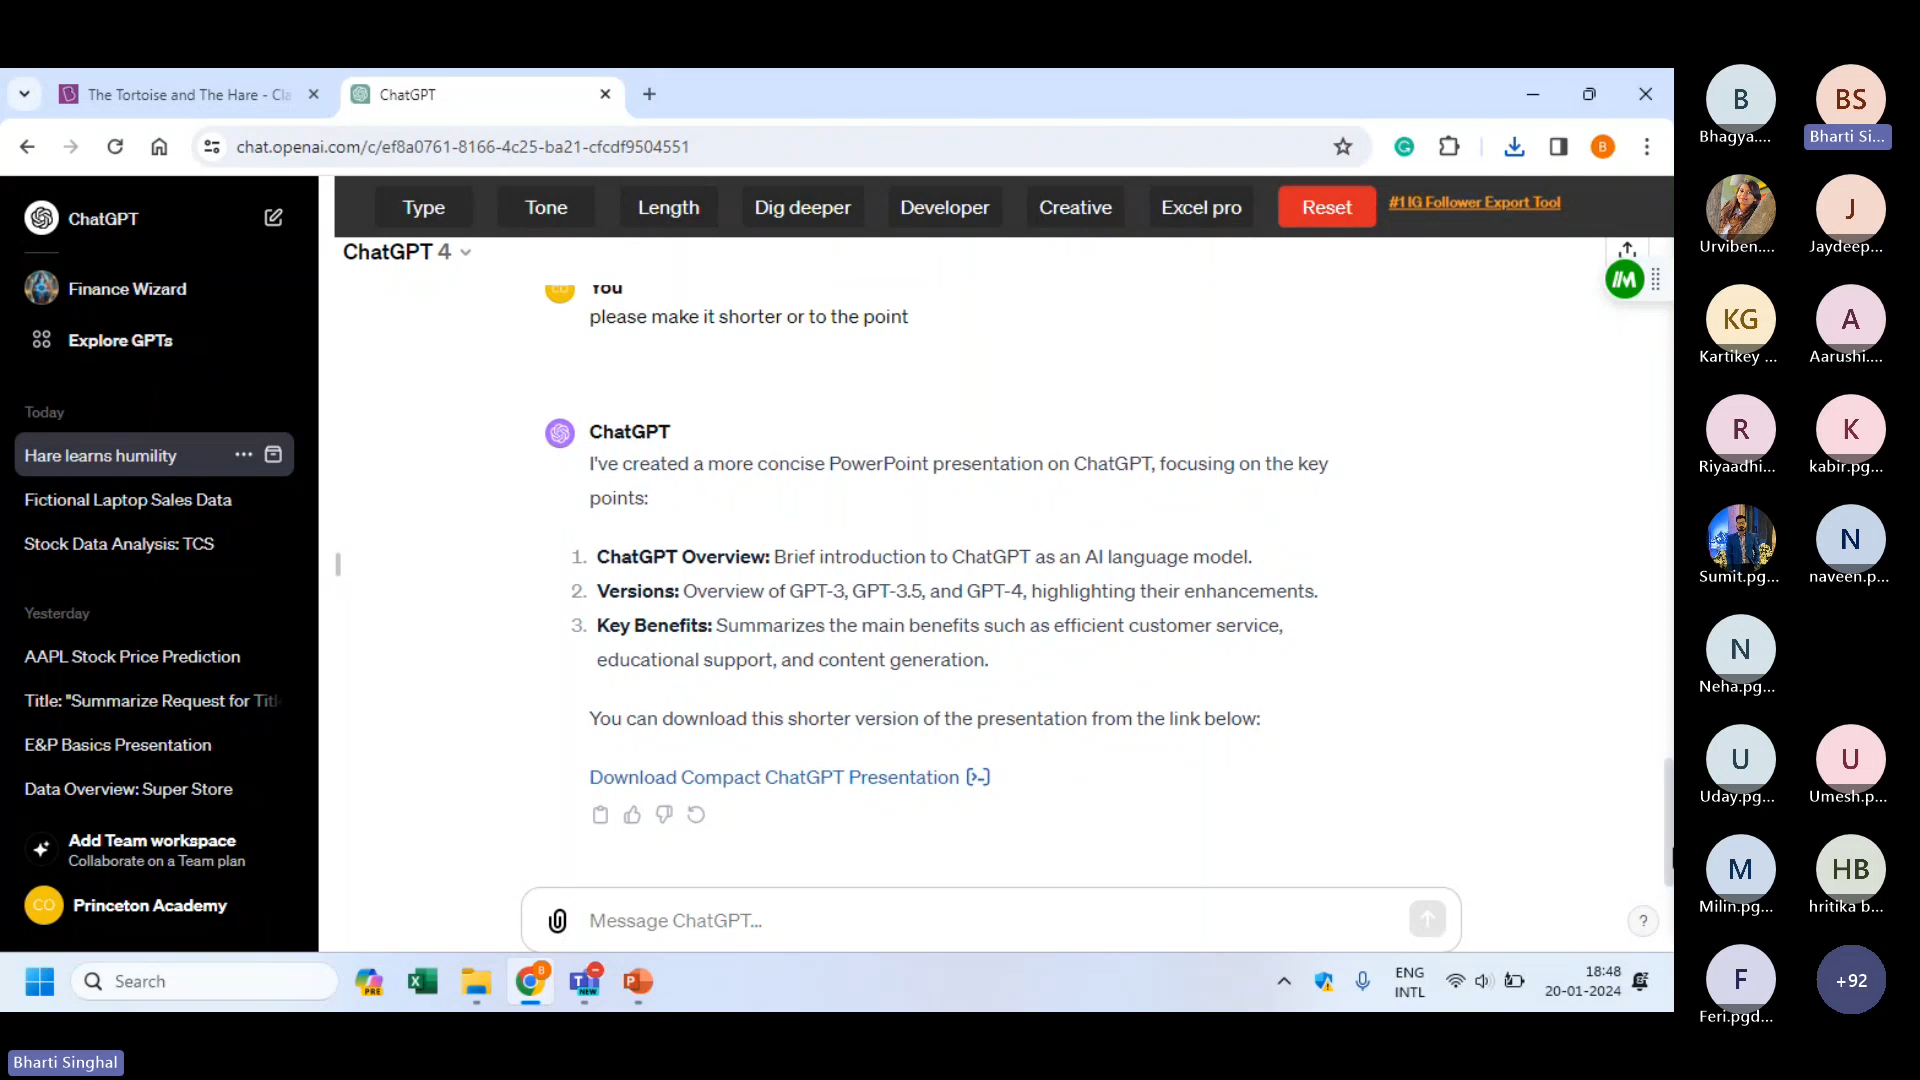 The Tortoise and The Hare - Cla
ChatGPT
chat.openai.com/c/ef8a0761-8166-4c25-ba21-cfcdf9504551
B
ChatGPT
Finance Wizard
Explore GPTs
Today
Hare learns humility
Fictional Laptop Sales Data
Stock Data Analysis: TCS
Yesterday
AAPL Stock Price Prediction
Title: "Summarize Request for Titl
E&P Basics Presentation
Data Overview: Super Store
Add Team workspace
Collaborate on a Team plan
CO
Princeton Academy
Type
Tone
Length
Dig deeper
Developer
Creative
Excel pro
Reset
#1 IG Follower Export Tool
ChatGPT 4
You
please make it shorter or to the point
ChatGPT
I've created a more concise PowerPoint presentation on ChatGPT, focusing on the key
points:
1. ChatGPT Overview: Brief introduction to ChatGPT as an AI language model.
2. Versions: Overview of GPT-3, GPT-3.5, and GPT-4, highlighting their enhancements.
3. Key Benefits: Summarizes the main benefits such as efficient customer service,
educational support, and content generation.
You can download this shorter version of the presentation from the link below:
Download Compact ChatGPT Presentation [>-]
Message ChatGPT...
?
Search
PRE
B
NEW
ENG
INTL
18:48
20-01-2024
B
Bhagya....
BS
Bharti Si...
Urviben....
J
Jaydeep...
KG
Kartikey ...
A
Aarushi....
R
Riyaadhi...
K
kabir.pg...
Sumit.pg...
N
naveen.p...
N
Neha.pg...
U
Uday.pg...
U
Umesh.p...
M
Milin.pg...
HB
hritika b...
F
Feri.pgd...
+92
Bharti Singhal